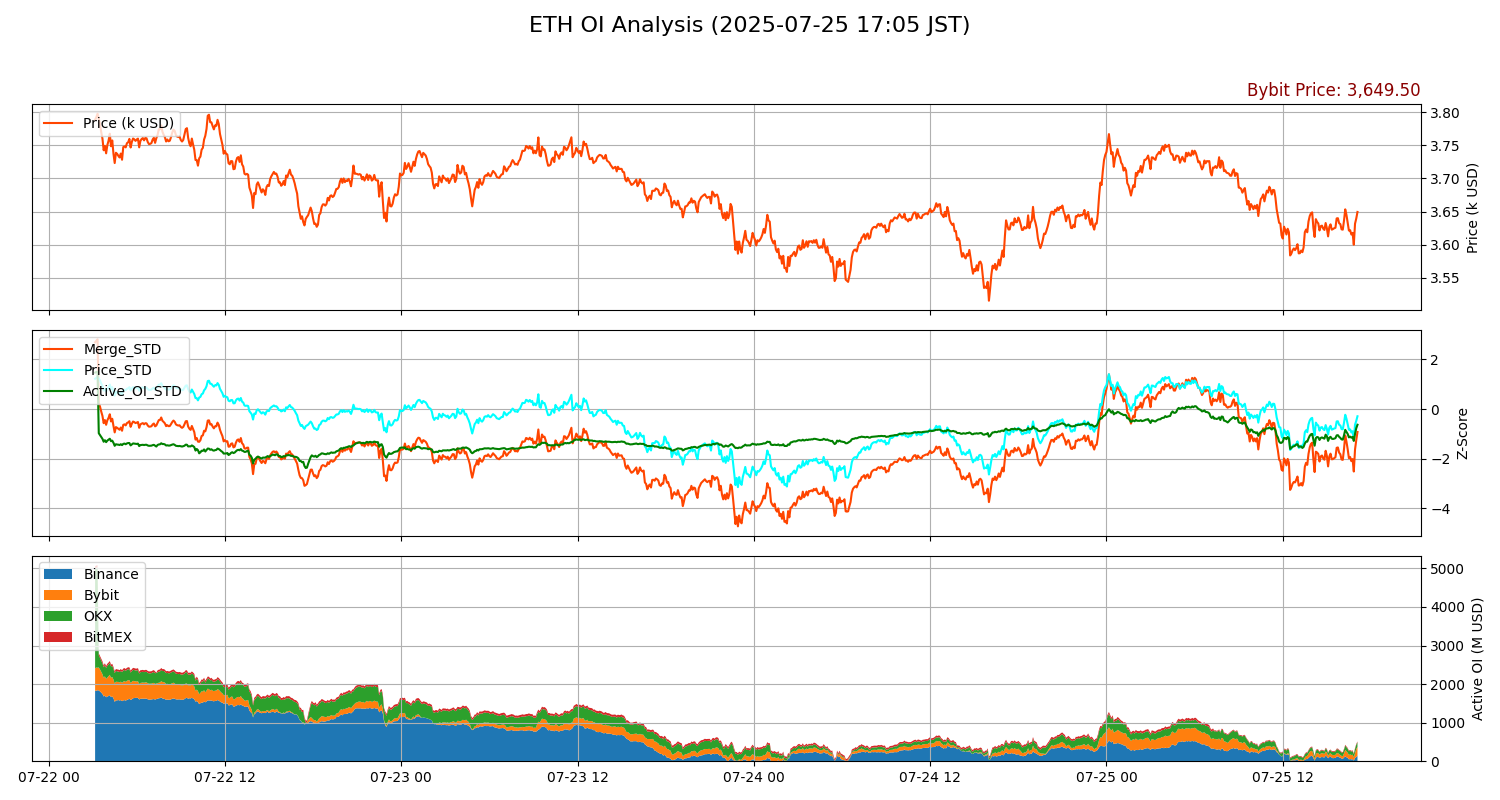 ETH OI Analysis (2025-07-25 17:05 JST)
Bybit Price: 3,649.50
Price (k USD)
3.80
3.75
3.70
3.65
3.60
3.55
Price (k USD)
Merge_STD
Price_STD
Active_OI_STD
2
0
−2
−4
Z-Score
Binance
Bybit
OKX
BitMEX
5000
4000
3000
2000
1000
0
Active OI (M USD)
07-22 00 07-22 12 07-23 00 07-23 12 07-24 00 07-24 12 07-25 00 07-25 12